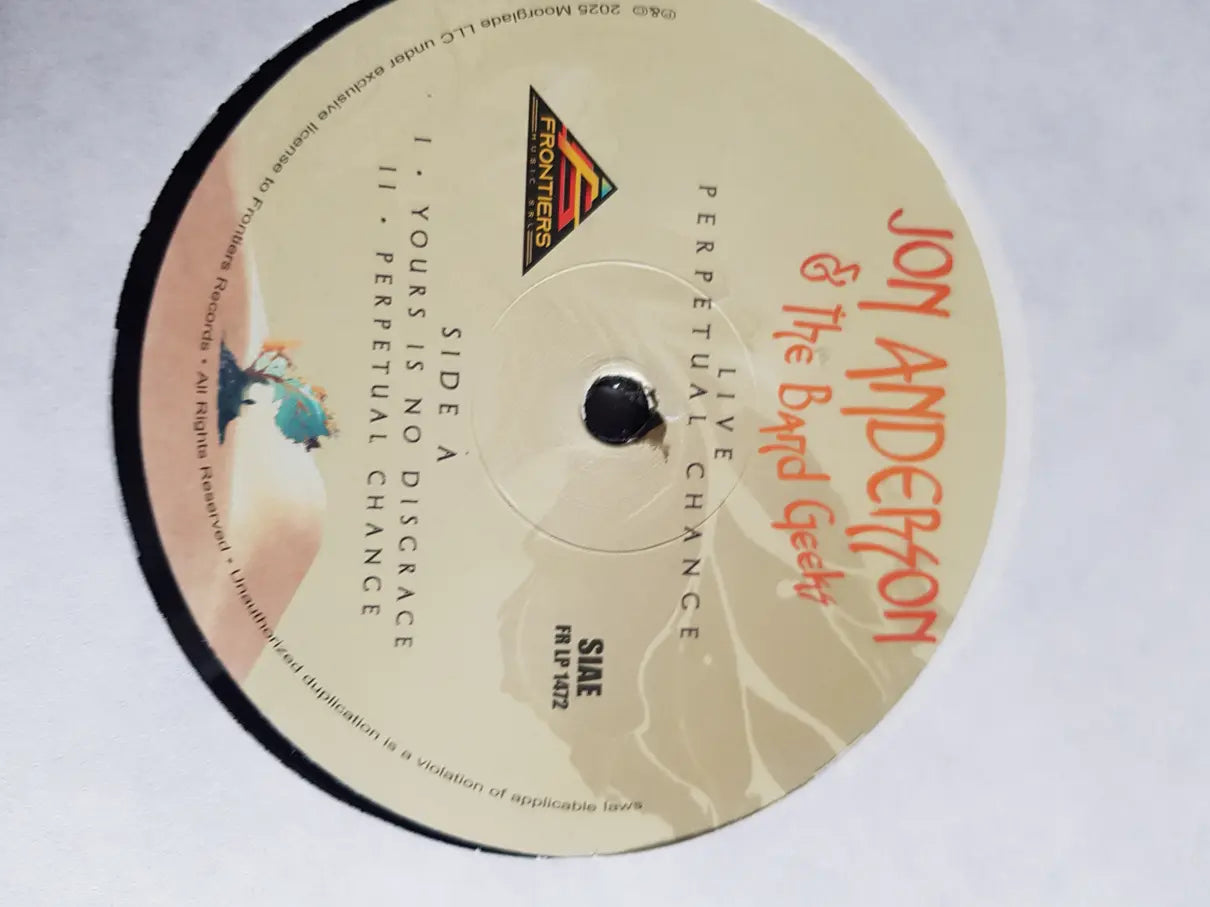 JON ANDERSON
& The Band Geeks
LIVE
PERPETUAL CHANGE
FRONTIERS
MUSIC SRL
SIAE
FR LP 1472
SIDE A
I. YOURS IS NO DISGRACE
II. PERPETUAL CHANGE
℗&© 2025 Moorglade LLC under exclusive license to Frontiers Records • All Rights Reserved • Unauthorized duplication is a violation of applicable laws